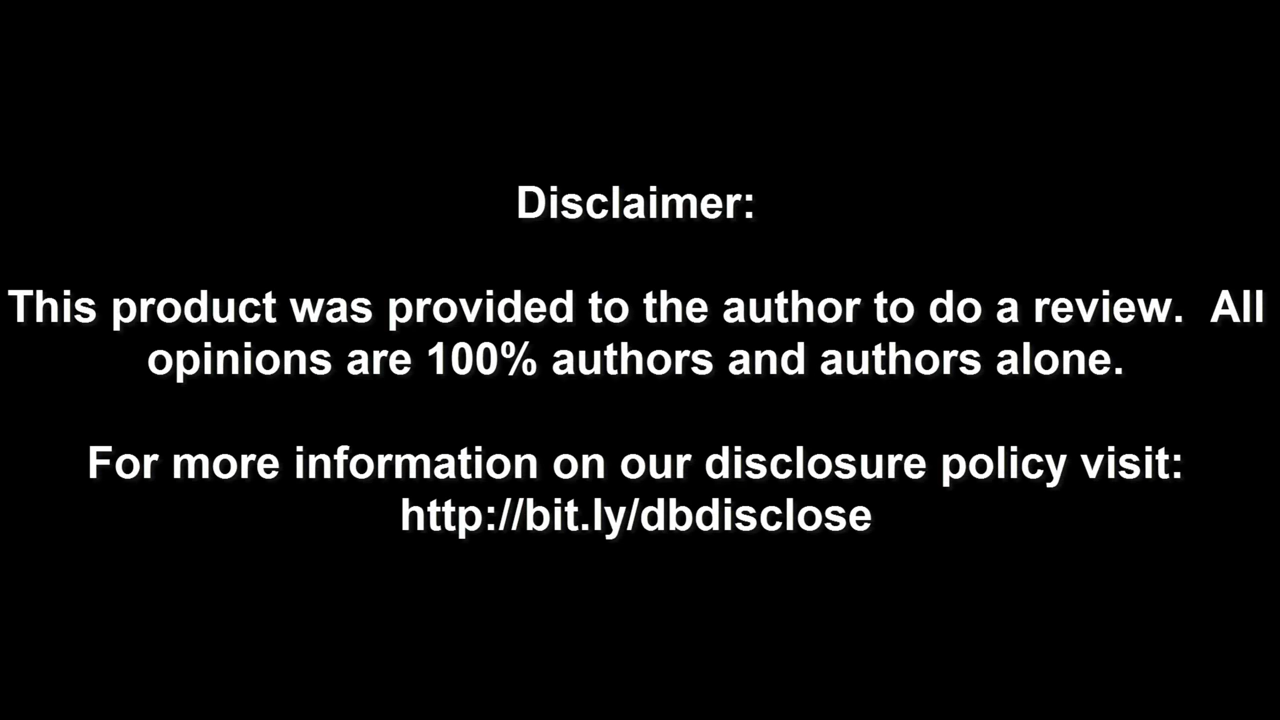 Disclaimer:
This product was provided to the author to do a review.  All
opinions are 100% authors and authors alone.
For more information on our disclosure policy visit:
http://bit.ly/dbdisclose